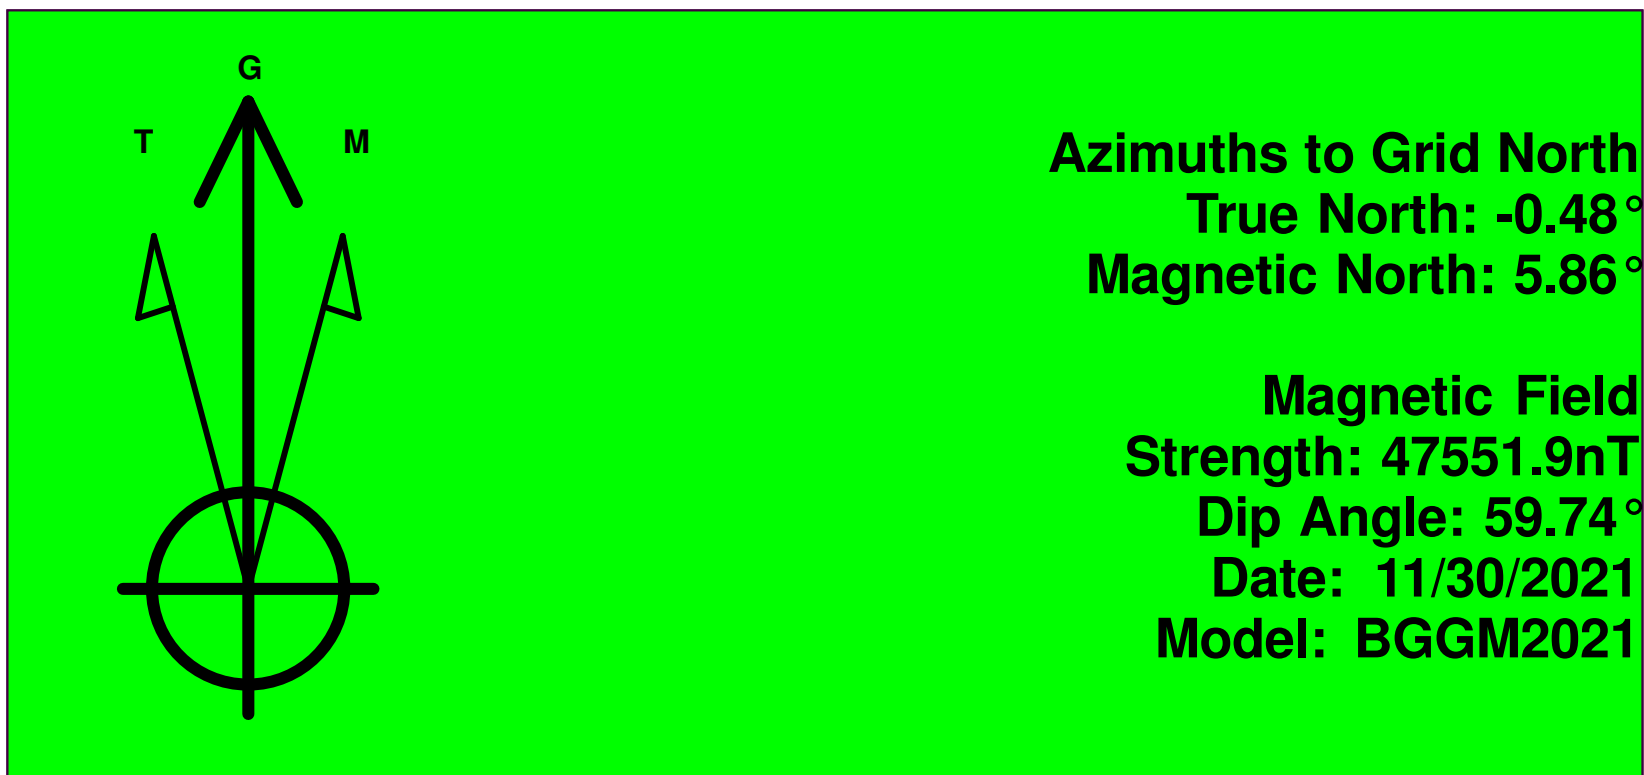 G
T M
Azimuths to Grid North
True North: -0.48°
Magnetic North: 5.86°
Magnetic Field
Strength: 47551.9nT
Dip Angle: 59.74°
Date: 11/30/2021
Model: BGGM2021